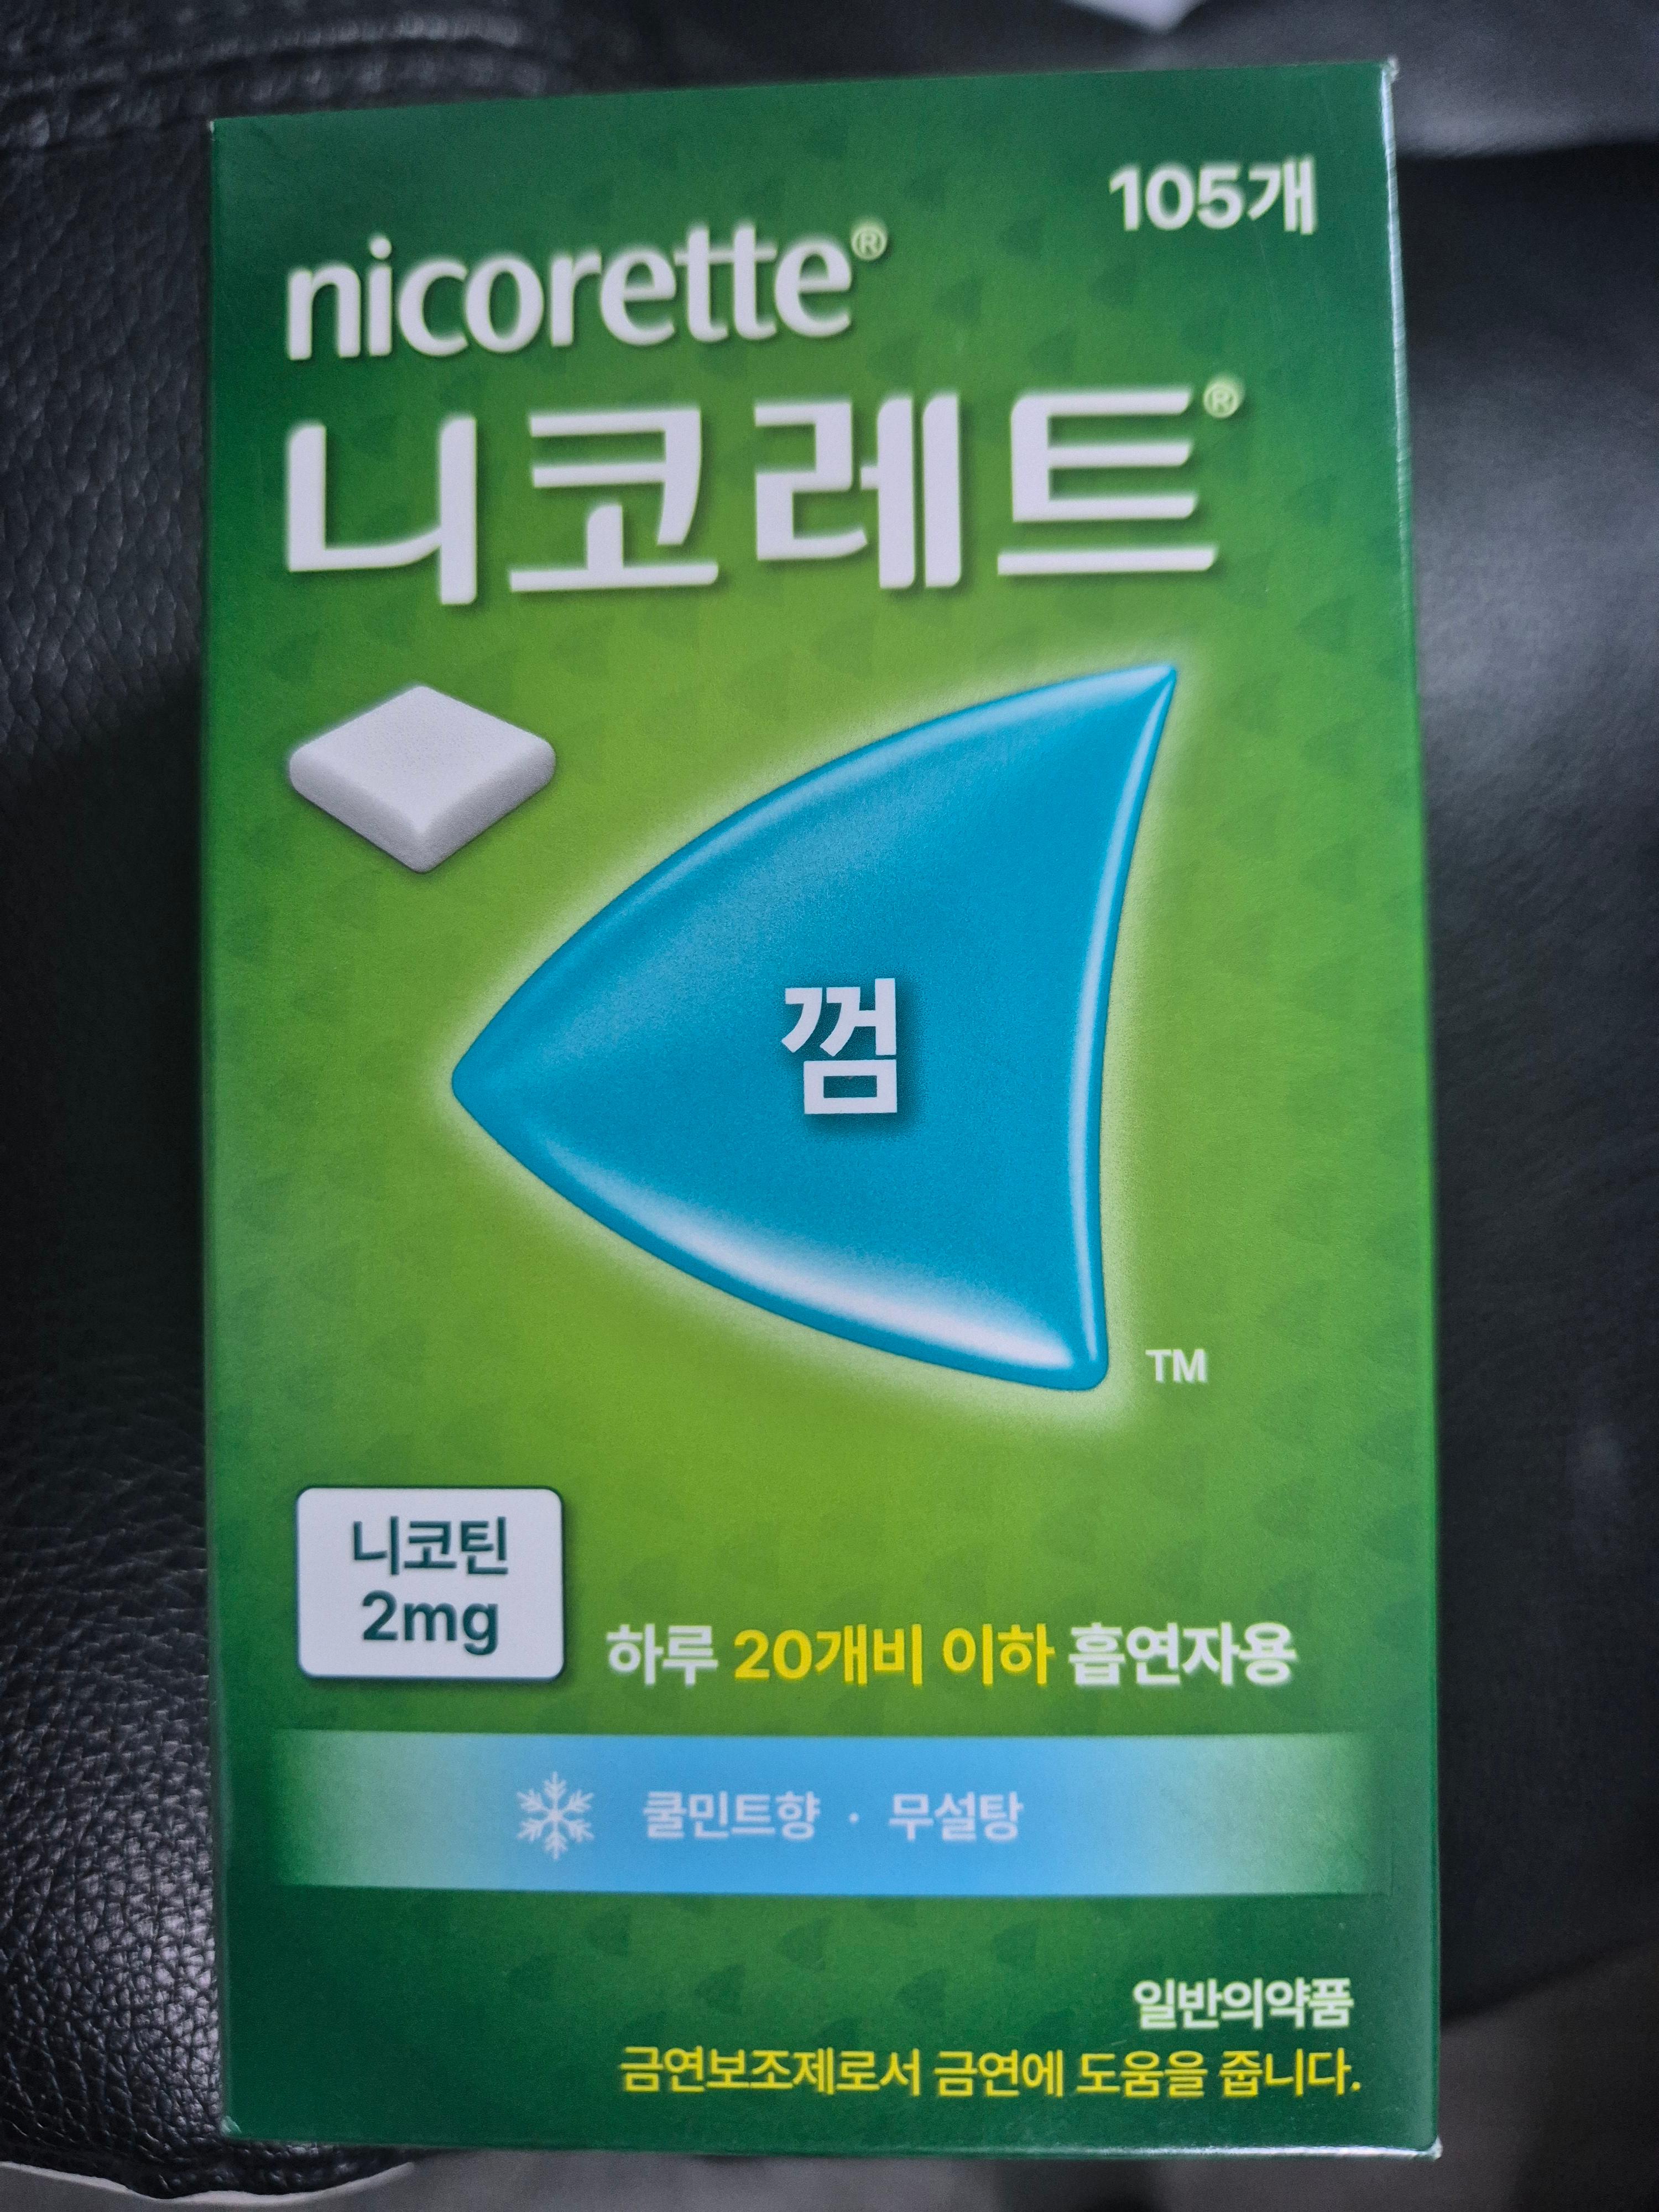 105개
nicorette®
니코레트®
껌
TM
니코틴
2mg
하루 20개비 이하 흡연자용
쿨민트향 · 무설탕
일반의약품
금연보조제로서 금연에 도움을 줍니다.